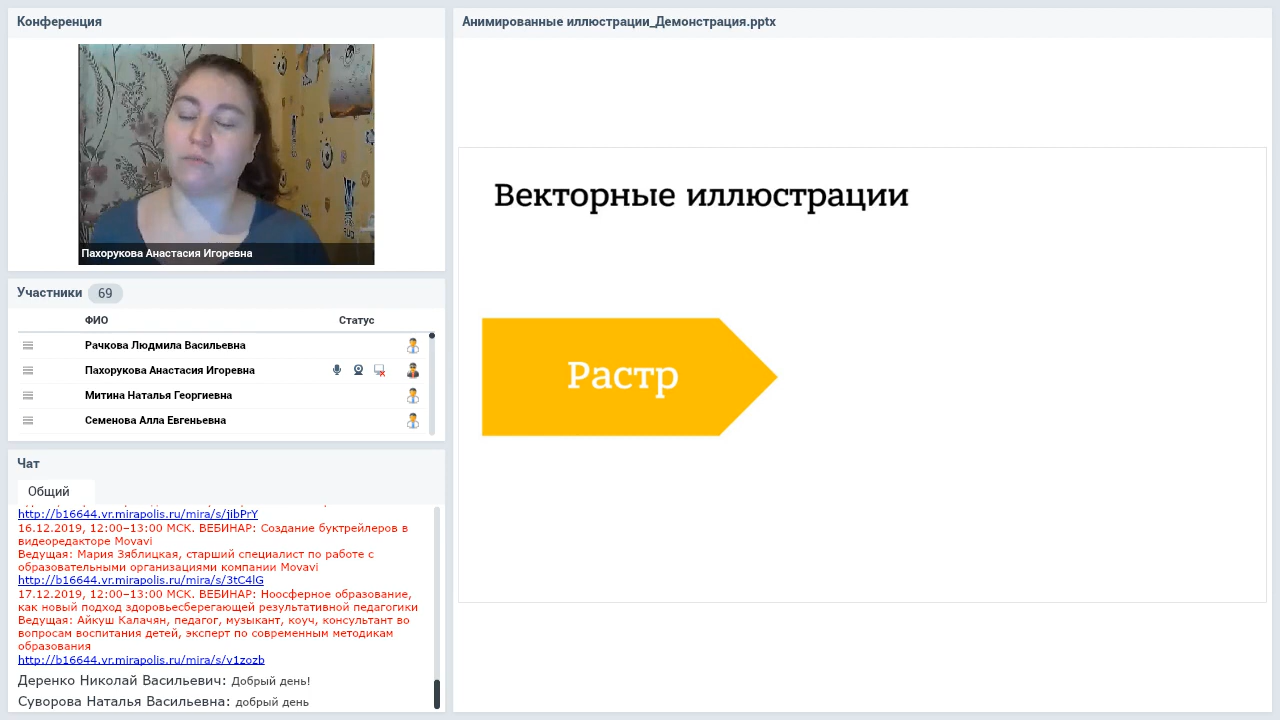 Конференция
Пахорукова Анастасия Игоревна
Участники 69
ФИО Статус
Рачкова Людмила Васильевна
Пахорукова Анастасия Игоревна
Митина Наталья Георгиевна
Семенова Алла Евгеньевна
Чат
Общий
http://b16644.vr.mirapolis.ru/mira/s/jibPrY
16.12.2019, 12:00–13:00 МСК. ВЕБИНАР: Создание буктрейлеров в
видеоредакторе Movavi
Ведущая: Мария Зяблицкая, старший специалист по работе с
образовательными организациями компании Movavi
http://b16644.vr.mirapolis.ru/mira/s/3tC4lG
17.12.2019, 12:00–13:00 МСК. ВЕБИНАР: Ноосферное образование,
как новый подход здоровьесберегающей результативной педагогики
Ведущая: Айкуш Калачян, педагог, музыкант, коуч, консультант во
вопросам воспитания детей, эксперт по современным методикам
образования
http://b16644.vr.mirapolis.ru/mira/s/v1zozb
Деренко Николай Васильевич: Добрый день!
Суворова Наталья Васильевна: добрый день
Анимированные иллюстрации_Демонстрация.pptx
Векторные иллюстрации
Растр